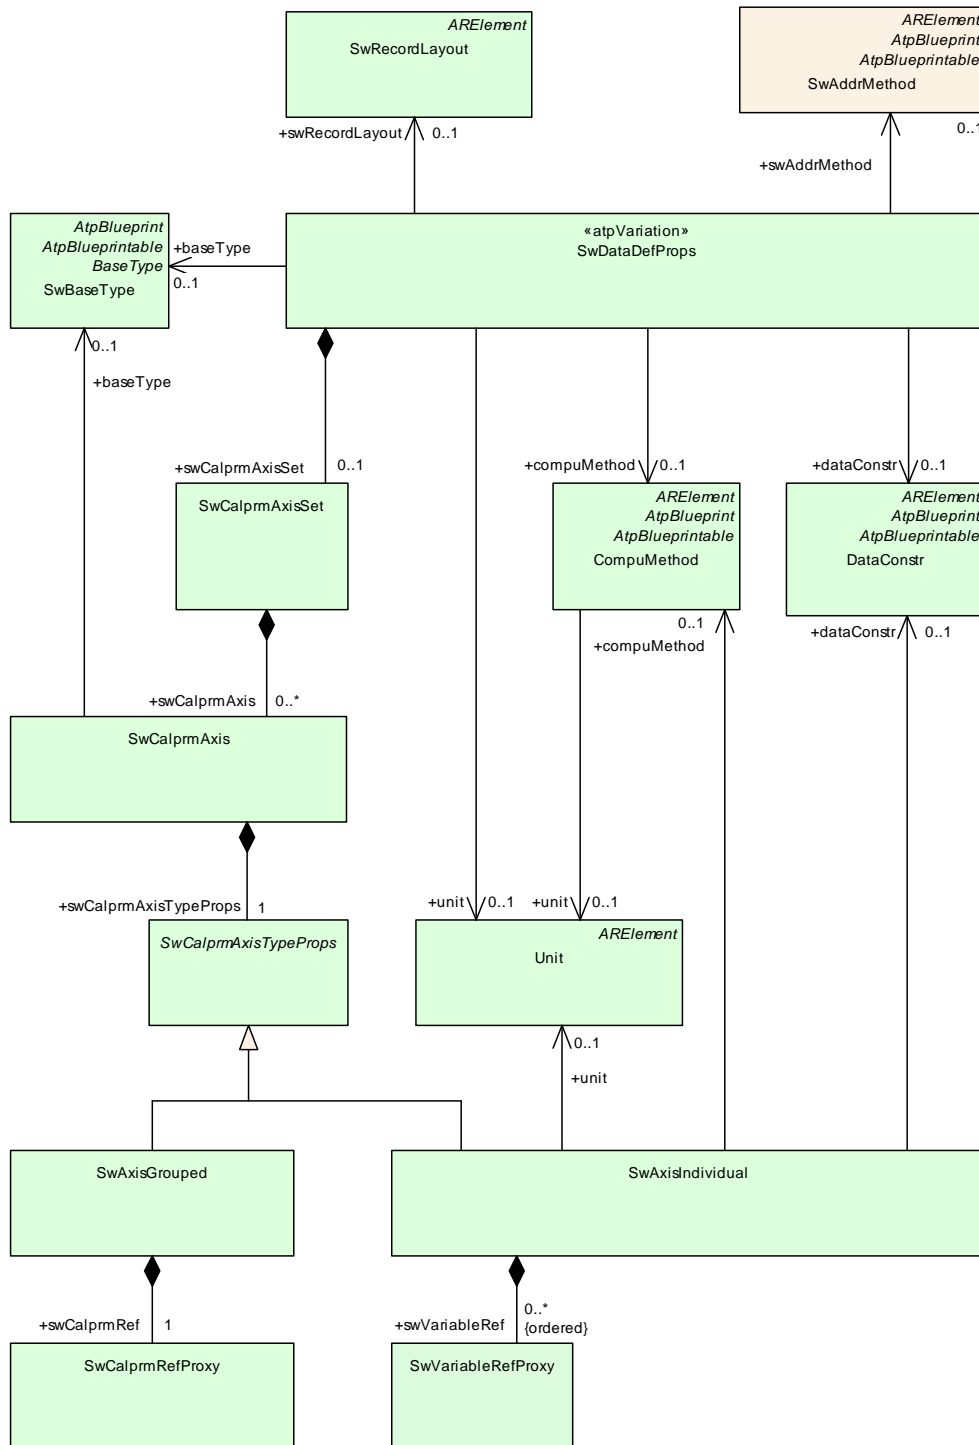 ARElement
SwRecordLayout
ARElement
AtpBlueprint
AtpBlueprintable
SwAddrMethod
+swRecordLayout
0..1
0..1
+swAddrMethod
AtpBlueprint
AtpBlueprintable
BaseType
SwBaseType
+baseType
0..1
«atpVariation»
SwDataDefProps
0..1
+baseType
+swCalprmAxisSet
0..1
+compuMethod
0..1
+dataConstr
0..1
SwCalprmAxisSet
ARElement
AtpBlueprint
AtpBlueprintable
CompuMethod
ARElement
AtpBlueprint
AtpBlueprintable
DataConstr
0..1
+compuMethod
+dataConstr
0..1
+swCalprmAxis
0..*
SwCalprmAxis
+swCalprmAxisTypeProps
1
+unit
0..1
+unit
0..1
SwCalprmAxisTypeProps
ARElement
Unit
0..1
+unit
SwAxisGrouped
SwAxisIndividual
+swCalprmRef
1
+swVariableRef
0..*
{ordered}
SwCalprmRefProxy
SwVariableRefProxy